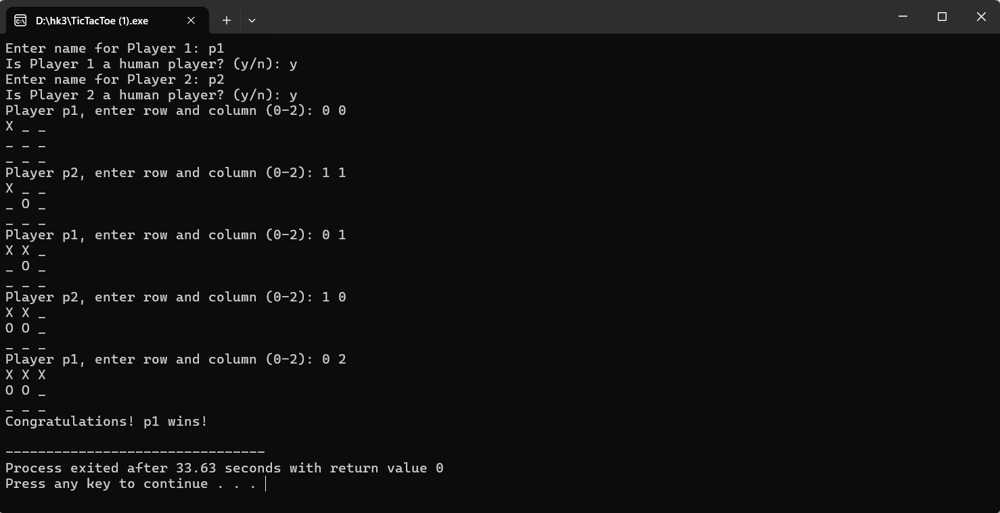 D:\hk3\TicTacToe (1).exe
Enter name for Player 1: p1
Is Player 1 a human player? (y/n): y
Enter name for Player 2: p2
Is Player 2 a human player? (y/n): y
Player p1, enter row and column (0-2): 0 0
X _ _
_ _ _
_ _ _
Player p2, enter row and column (0-2): 1 1
X _ _
_ O _
_ _ _
Player p1, enter row and column (0-2): 0 1
X X _
_ O _
_ _ _
Player p2, enter row and column (0-2): 1 0
X X _
O O _
_ _ _
Player p1, enter row and column (0-2): 0 2
X X X
O O _
_ _ _
Congratulations! p1 wins!
--------------------------------
Process exited after 33.63 seconds with return value 0
Press any key to continue . . .